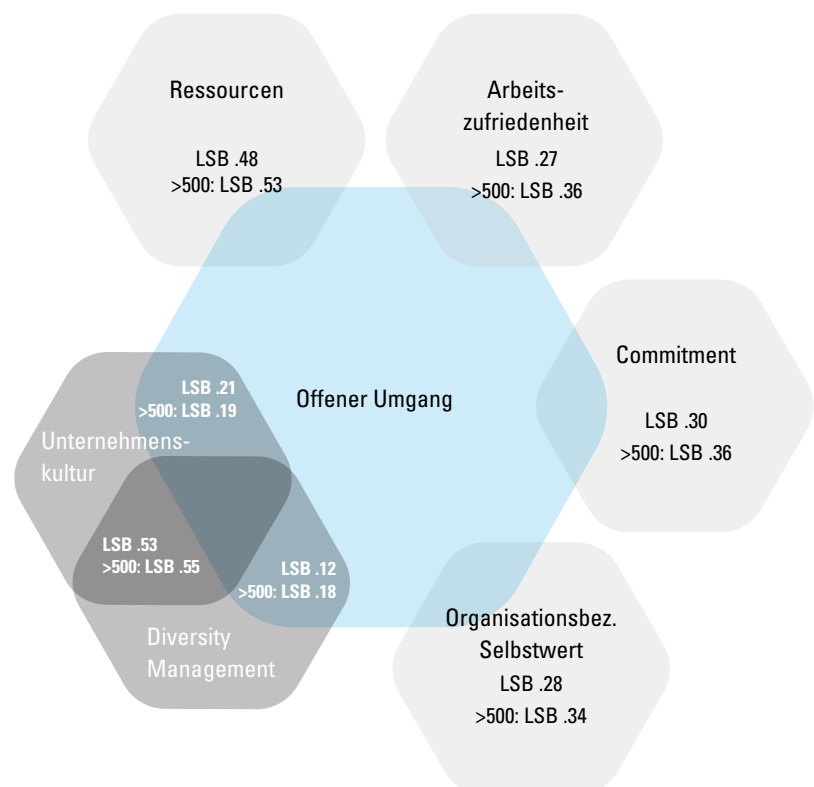 Ressourcen
LSB .48
>500: LSB .53
Arbeits-
zufriedenheit
LSB .27
>500: LSB .36
Commitment
LSB .30
>500: LSB .36
Offener Umgang
LSB .21
>500: LSB .19
Unternehmens-
kultur
LSB .53
>500: LSB .55
LSB .12
>500: LSB .18
Diversity
Management
Organisationsbez.
Selbstwert
LSB .28
>500: LSB .34